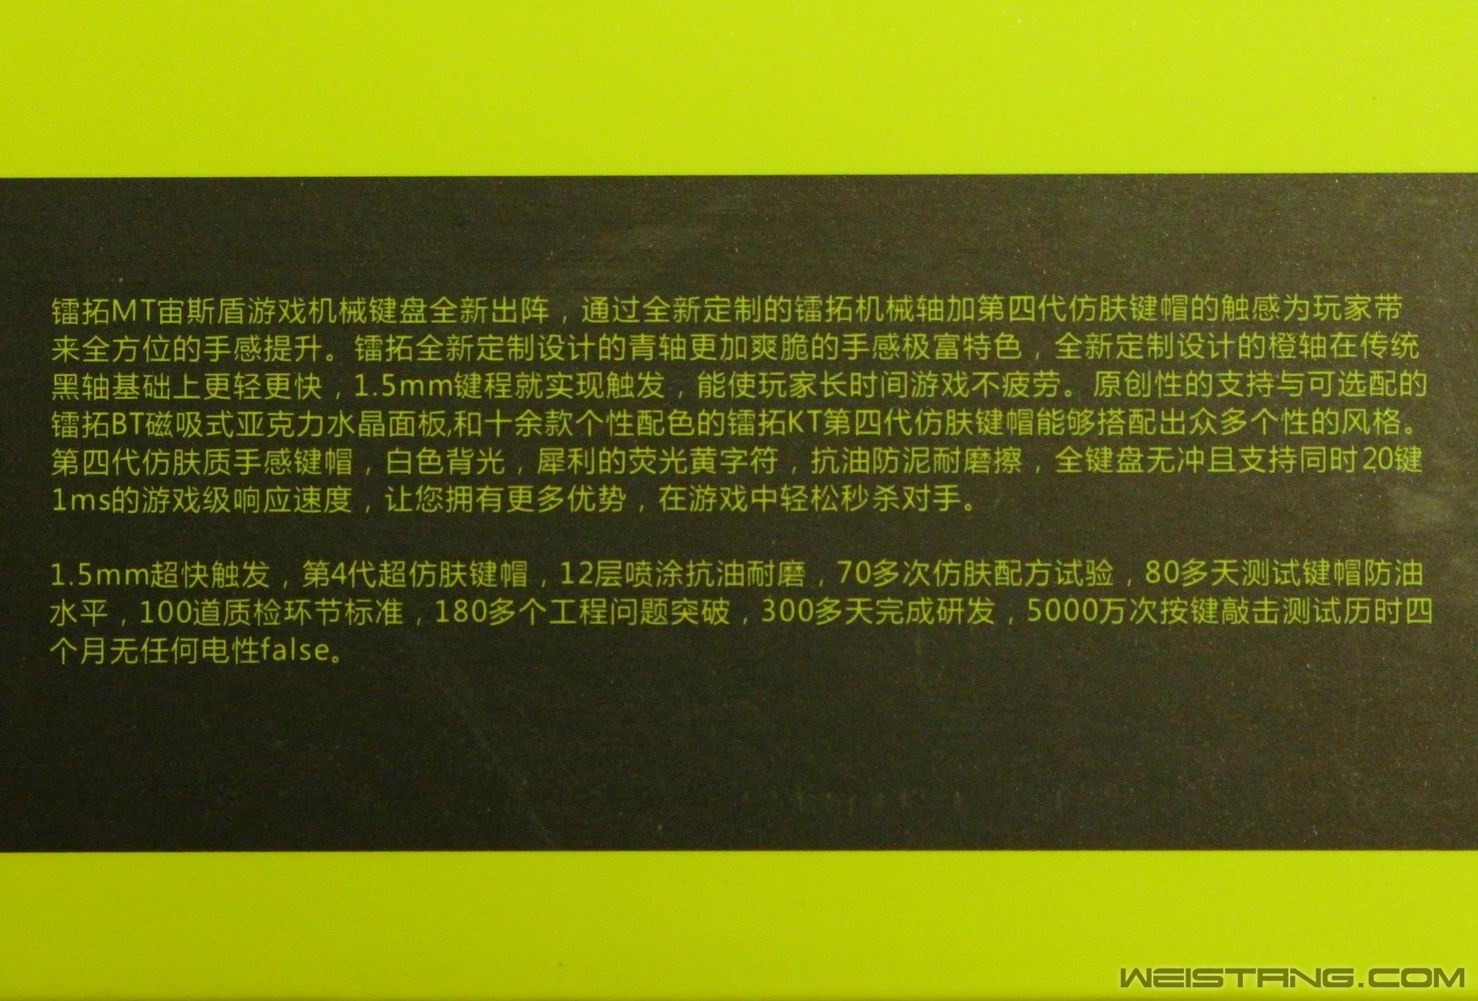 镭拓MT宙斯盾游戏机械键盘全新出阵，通过全新定制的镭拓机械轴加第四代仿肤键帽的触感为玩家带
来全方位的手感提升。镭拓全新定制设计的青轴更加爽脆的手感极富特色，全新定制设计的橙轴在传统
黑轴基础上更轻更快，1.5mm键程就实现触发，能使玩家长时间游戏不疲劳。原创性的支持与可选配的
镭拓BT磁吸式亚克力水晶面板,和十余款个性配色的镭拓KT第四代仿肤键帽能够搭配出众多个性的风格。
第四代仿肤质手感键帽，白色背光，犀利的荧光黄字符，抗油防泥耐磨擦，全键盘无冲且支持同时20键
1ms的游戏级响应速度，让您拥有更多优势，在游戏中轻松秒杀对手。
1.5mm超快触发，第4代超仿肤键帽，12层喷涂抗油耐磨，70多次仿肤配方试验，80多天测试键帽防油
水平，100道质检环节标准，180多个工程问题突破，300多天完成研发，5000万次按键敲击测试历时四
个月无任何电性false。
WEISTANG.COM